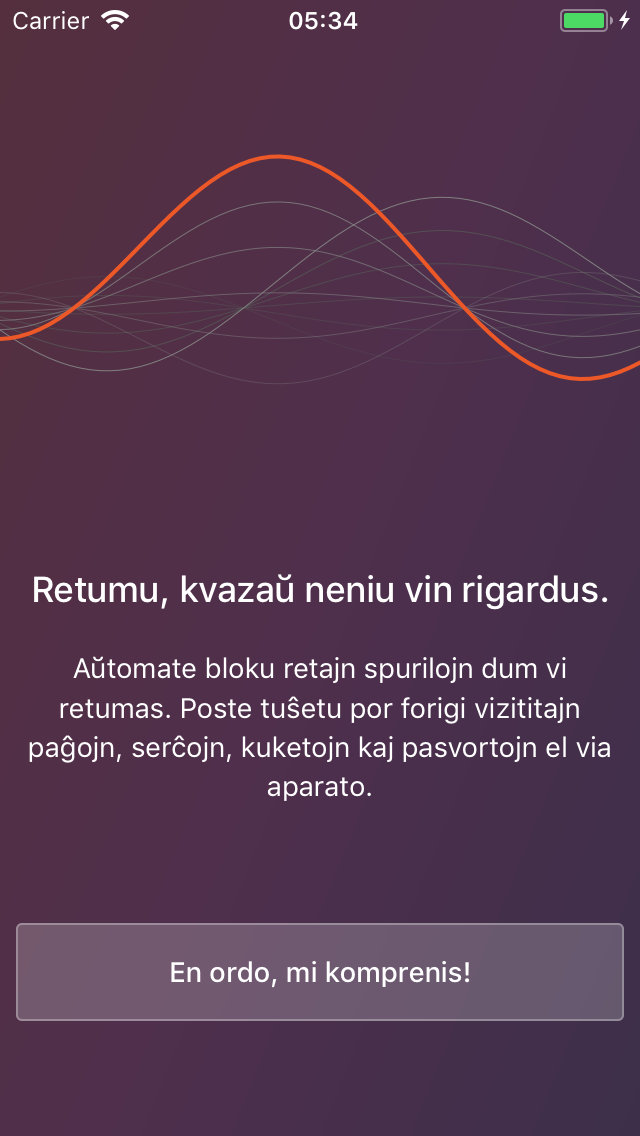 Carrier 05:34
Retumu, kvazaŭ neniu vin rigardus.
Aŭtomate bloku retajn spurilojn dum vi
retumas. Poste tuŝetu por forigi vizititajn
paĝojn, serĉojn, kuketojn kaj pasvortojn el via
aparato.
En ordo, mi komprenis!